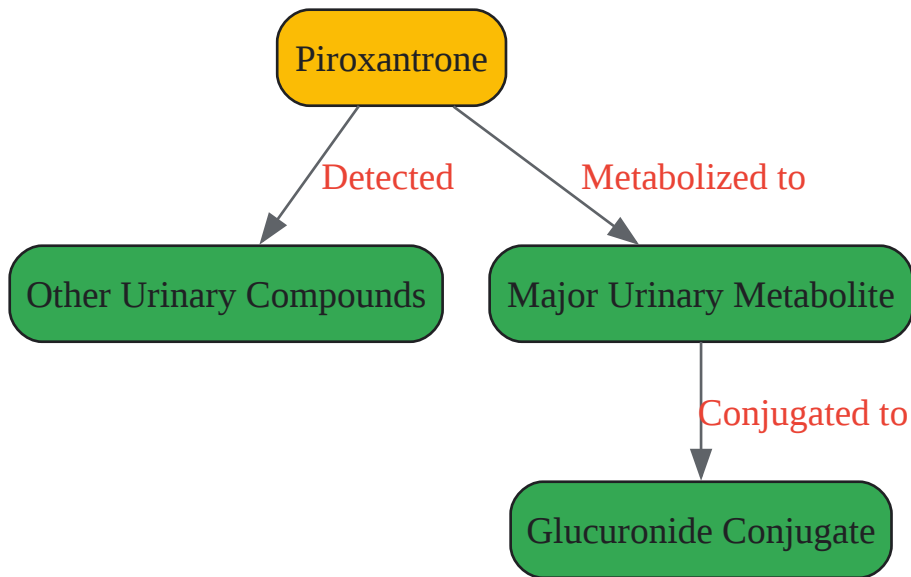 Piroxantrone
Detected
Metabolized to
Other Urinary Compounds
Major Urinary Metabolite
Conjugated to
Glucuronide Conjugate